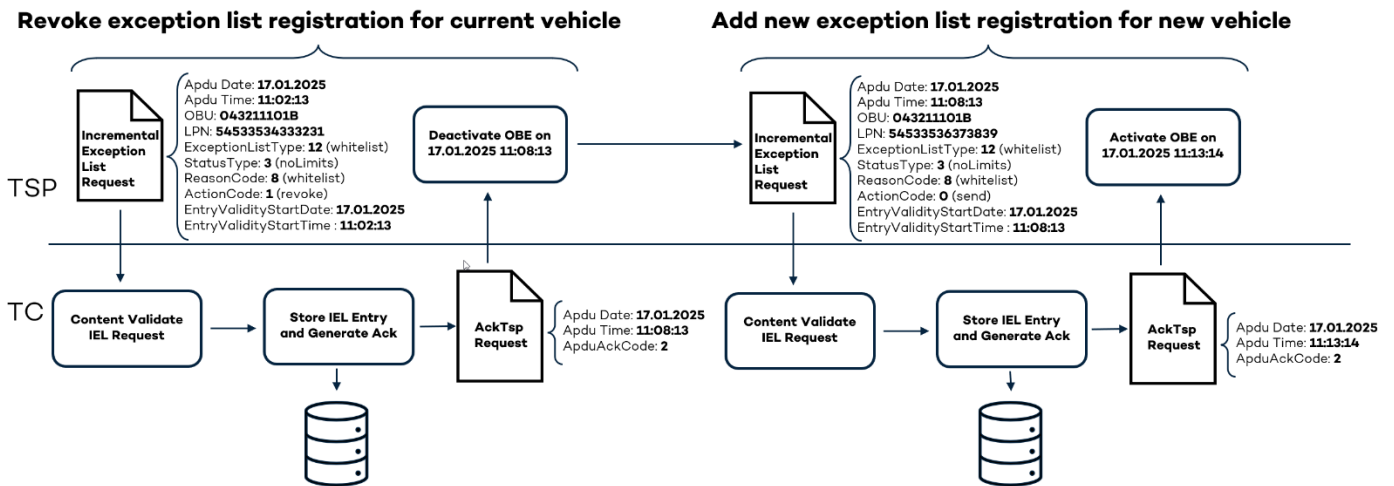 Revoke exception list registration for current vehicle
Add new exception list registration for new vehicle
TSP
Incremental
Exception
List
Request
Apdu Date: 17.01.2025
Apdu Time: 11:02:13
OBU: 043211101B
LPN: 54533534333231
ExceptionListType: 12 (whitelist)
StatusType: 3 (noLimits)
ReasonCode: 8 (whitelist)
ActionCode: 1 (revoke)
EntryValidityStartDate: 17.01.2025
EntryValidityStartTime : 11:02:13
Deactivate OBE on
17.01.2025 11:08:13
Incremental
Exception
List
Request
Apdu Date: 17.01.2025
Apdu Time: 11:08:13
OBU: 043211101B
LPN: 54533536373839
ExceptionListType: 12 (whitelist)
StatusType: 3 (noLimits)
ReasonCode: 8 (whitelist)
ActionCode: 0 (send)
EntryValidityStartDate: 17.01.2025
EntryValidityStartTime : 11:08:13
Activate OBE on
17.01.2025 11:13:14
TC
Content Validate
IEL Request
Store IEL Entry
and Generate Ack
AckTsp
Request
Apdu Date: 17.01.2025
Apdu Time: 11:08:13
ApduAckCode: 2
Content Validate
IEL Request
Store IEL Entry
and Generate Ack
AckTsp
Request
Apdu Date: 17.01.2025
Apdu Time: 11:13:14
ApduAckCode: 2